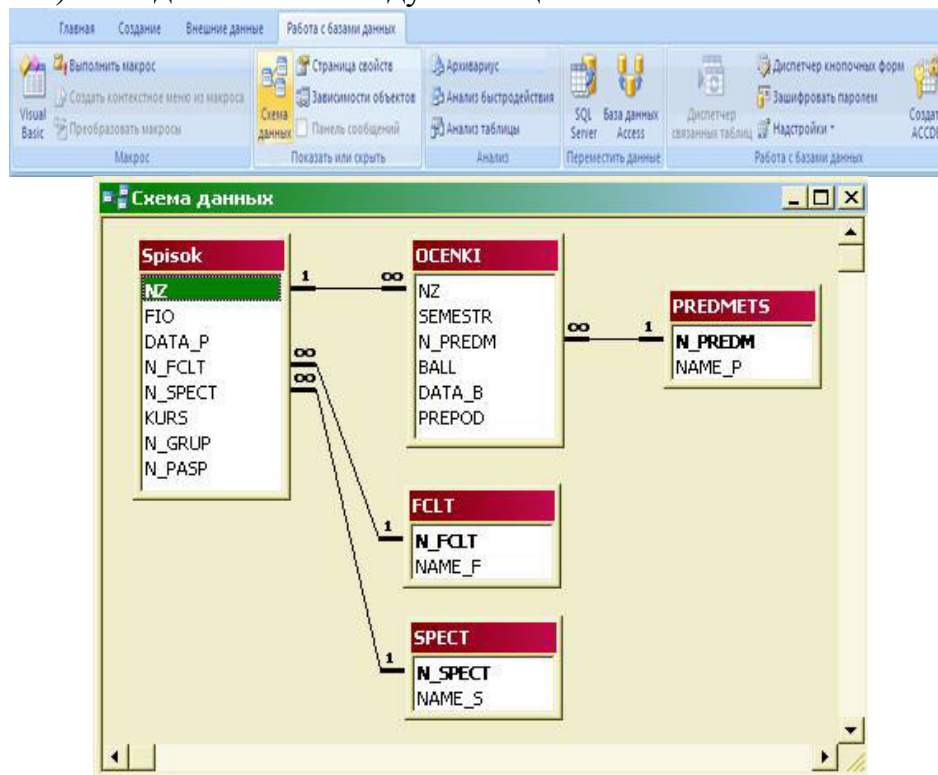 Главная Создание Внешние данные Работа с базами данных
Visual Basic
Выполнить макрос
Создать контекстное меню из макроса
Преобразовать макросы
Макрос
Схема данных
Страница свойств
Зависимости объектов
Панель сообщений
Показать или скрыть
Архивариус
Анализ быстродействия
Анализ таблицы
Анализ
SQL Server
База данных Access
Переместить данные
Диспетчер связанных таблиц
Диспетчер кнопочных форм
Зашифровать паролем
Надстройки
Работа с базами данных
Схема данных
Spisok
NZ
FIO
DATA_P
N_FCLT
N_SPECT
KURS
N_GRUP
N_PASP
1 ∞
∞
∞
OCENKI
NZ
SEMESTR
N_PREDM
BALL
DATA_B
PREPOD
∞ 1
PREDMETS
N_PREDM
NAME_P
1
FCLT
N_FCLT
NAME_F
1
SPECT
N_SPECT
NAME_S